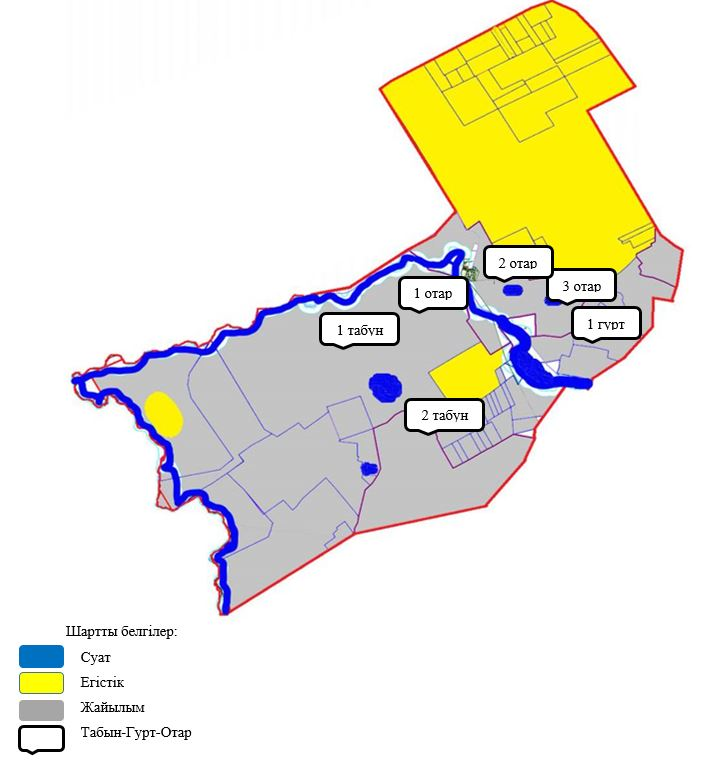 2 отар
3 отар
1 отар
1 гурт
1 табун
2 табун
Шартты белгілер:
Суат
Егістік
Жайылым
Табын-Гурт-Отар